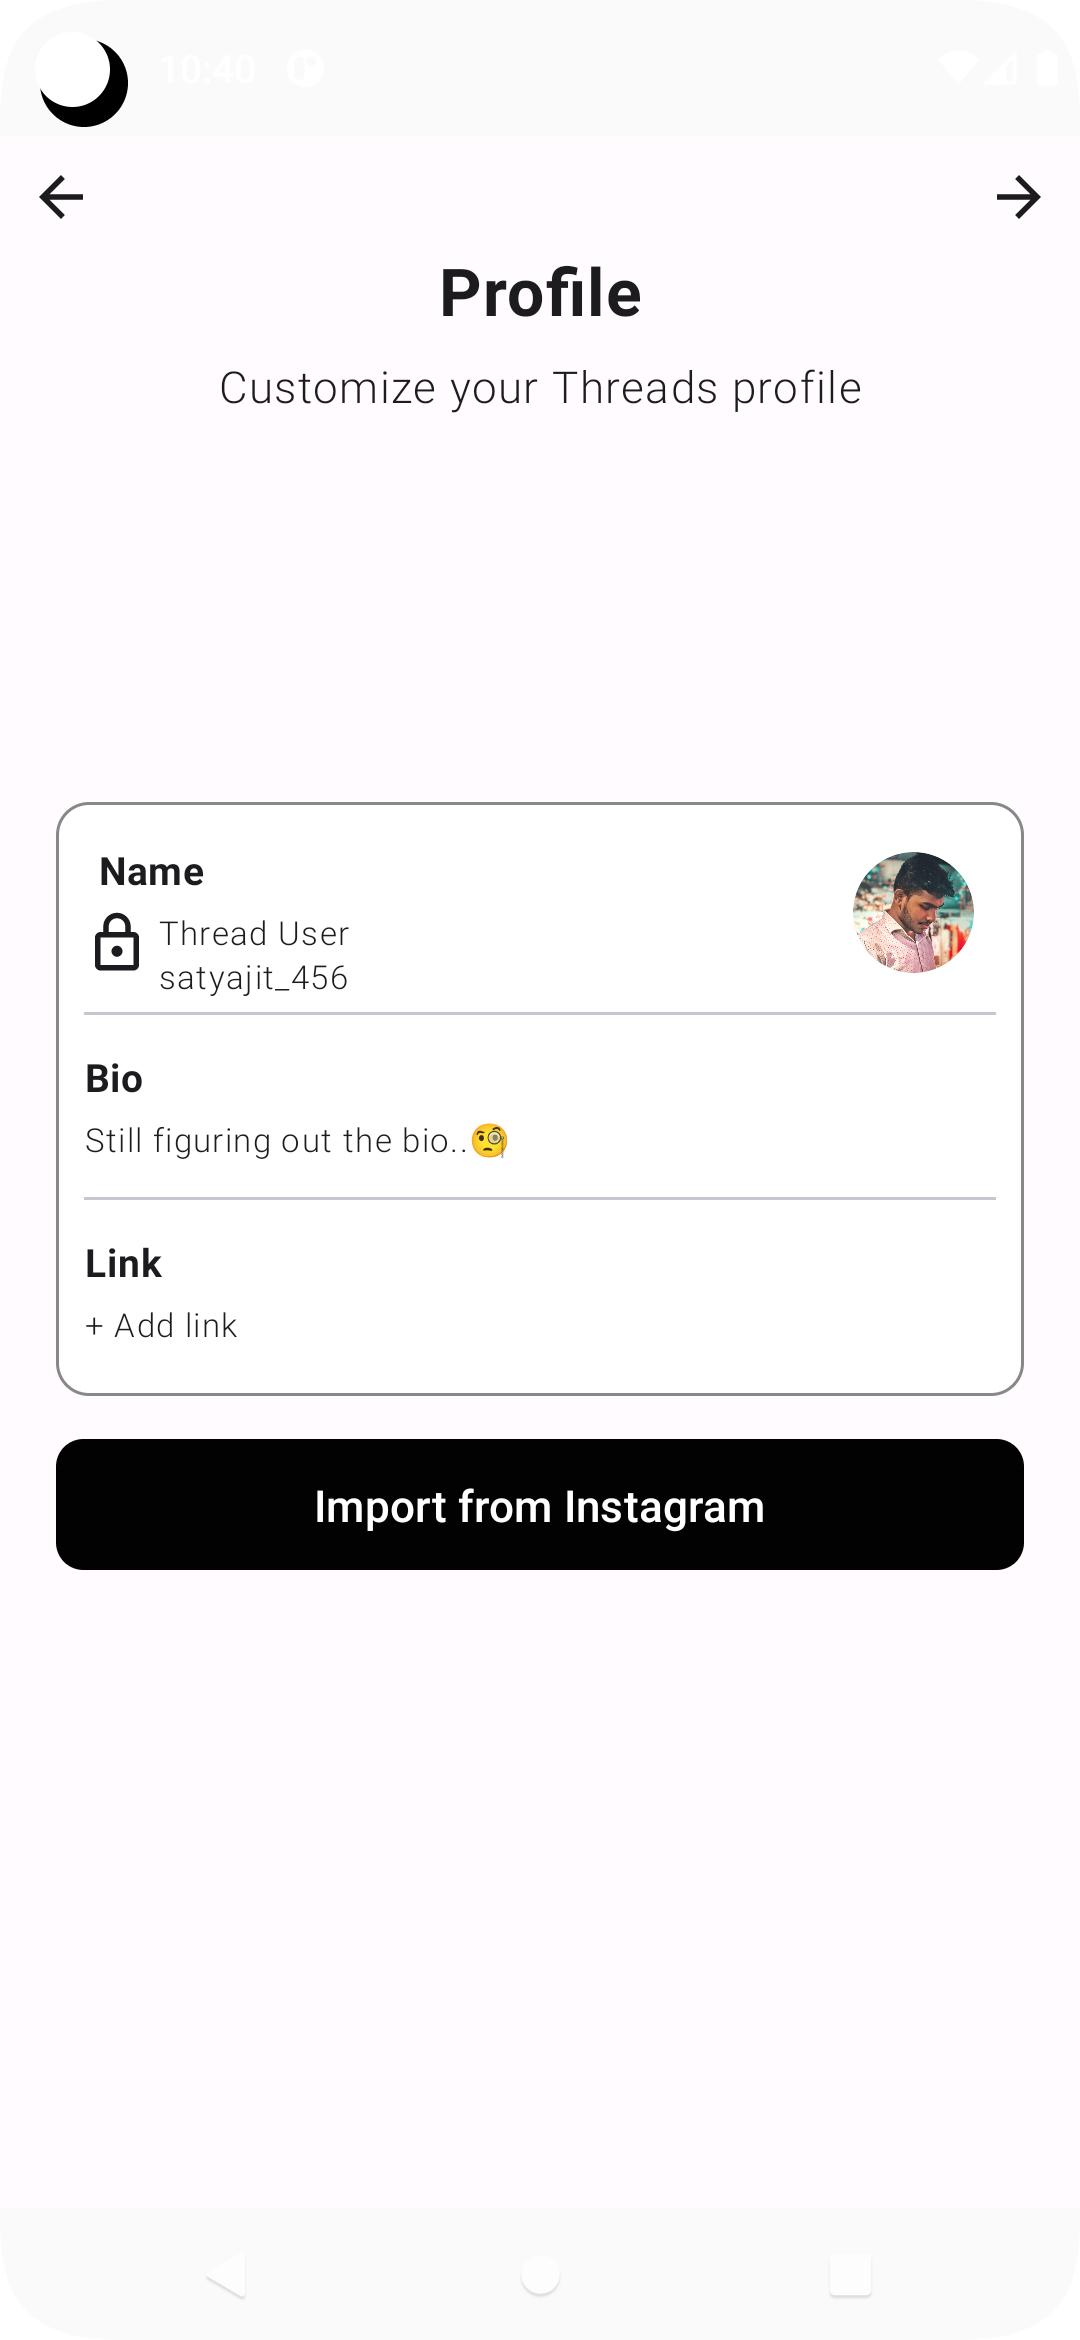 10:40
Profile
Customize your Threads profile
Name
Thread User
satyajit_456
Bio
Still figuring out the bio..🧐
Link
+ Add link
Import from Instagram